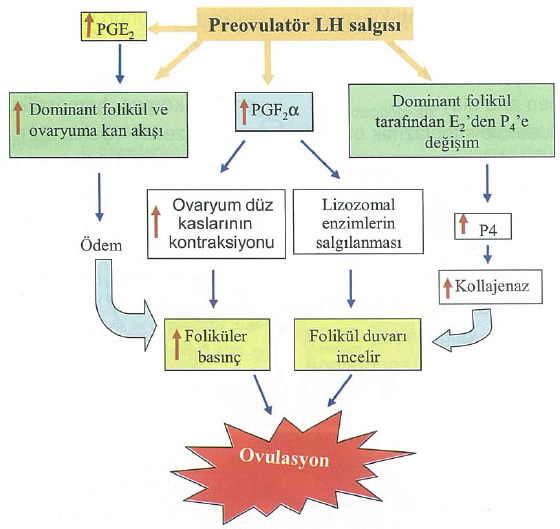 Preovulatör LH salgısı
PGE₂
Dominant folikül ve
ovaryuma kan akışı
PGF₂α
Dominant folikül
tarafından E₂'den P₄'e
değişim
Ovaryum düz
kaslarının
kontraksiyonu
Lizozomal
enzimlerin
salgılanması
P4
Ödem
Kollajenaz
Foliküler
basınç
Folikül duvarı
incelir
Ovulasyon